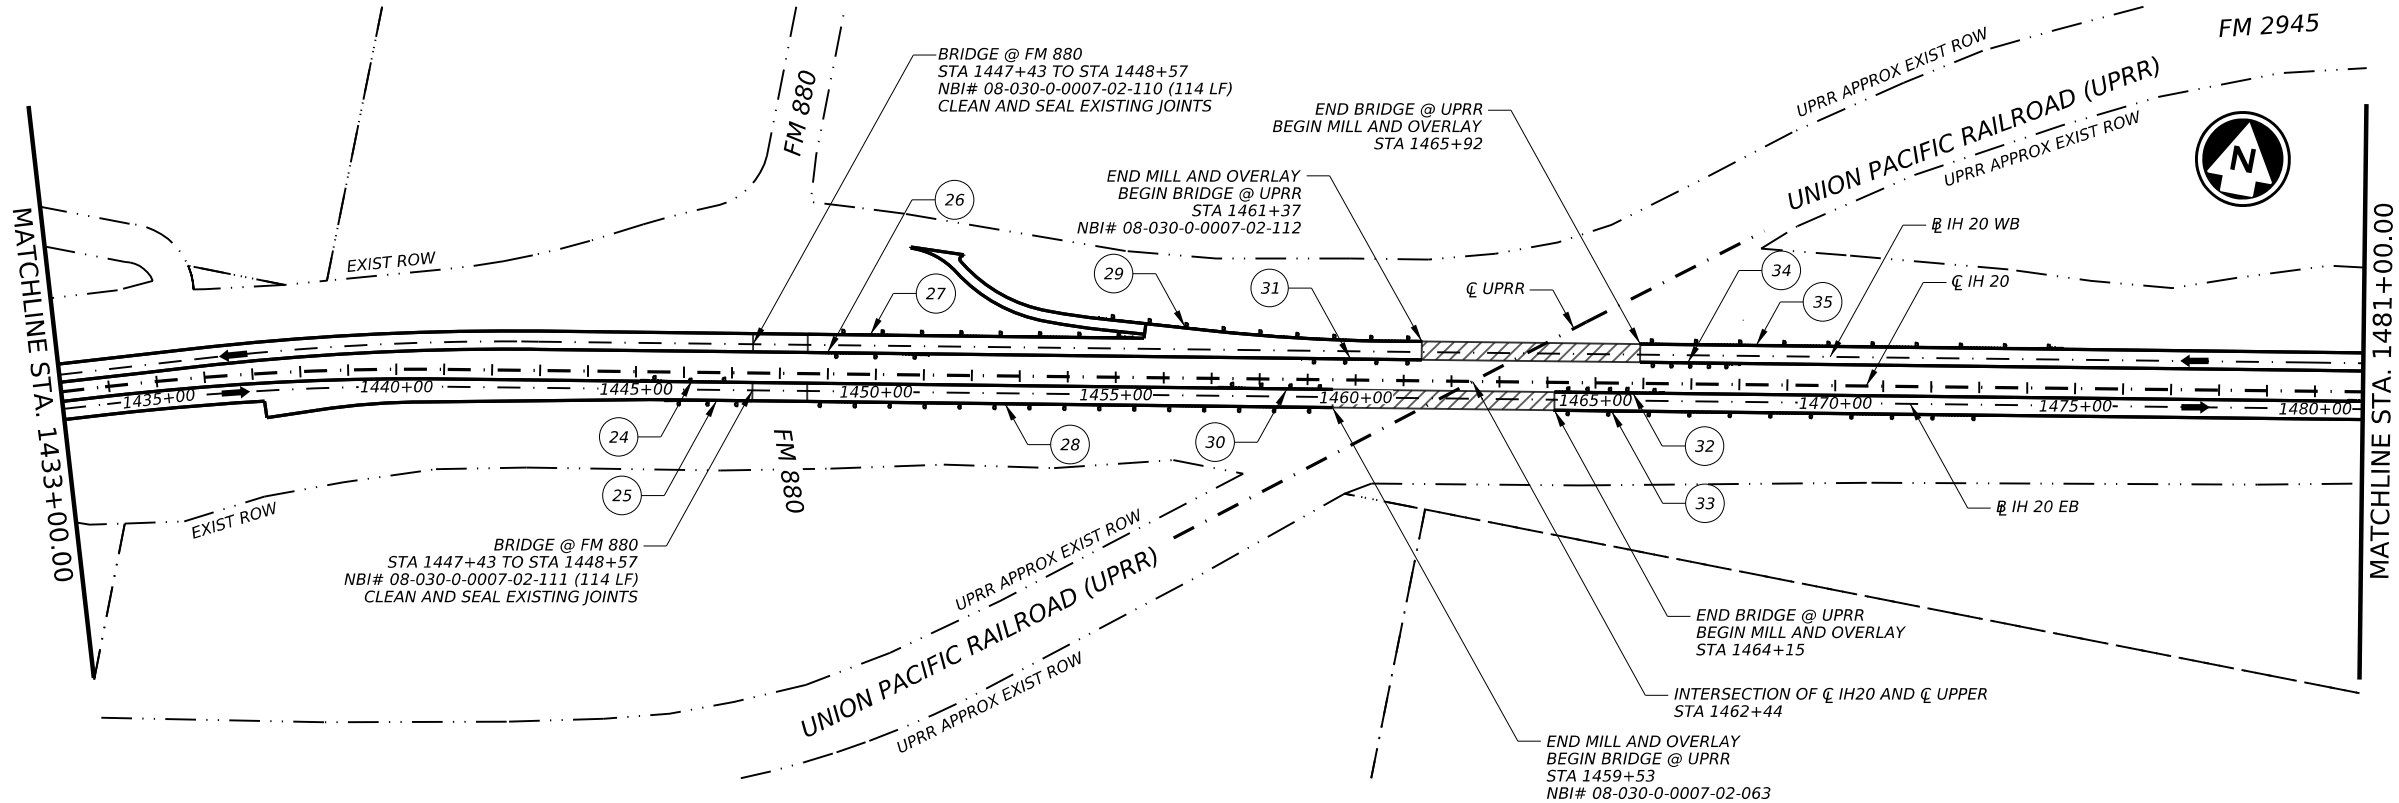 FM 2945
BRIDGE @ FM 880
STA 1447+43 TO STA 1448+57
NBI# 08-030-0-0007-02-110 (114 LF)
CLEAN AND SEAL EXISTING JOINTS
END BRIDGE @ UPRR
BEGIN MILL AND OVERLAY
STA 1465+92
UPRR APPROX EXIST ROW
UNION PACIFIC RAILROAD (UPRR)
UPRR APPROX EXIST ROW
FM 880
N
END MILL AND OVERLAY
BEGIN BRIDGE @ UPRR
STA 1461+37
NBI# 08-030-0-0007-02-112
26
MATCHLINE STA. 1433+00.00
EXIST ROW
27
29
31
℄ UPRR
34
35
B IH 20 WB
℄ IH 20
MATCHLINE STA. 1481+00.00
1435+00
1440+00
1445+00
1450+00
1455+00
1460+00
1465+00
1470+00
1475+00
1480+00
24
25
28
30
32
33
FM 880
EXIST ROW
B IH 20 EB
BRIDGE @ FM 880
STA 1447+43 TO STA 1448+57
NBI# 08-030-0-0007-02-111 (114 LF)
CLEAN AND SEAL EXISTING JOINTS
UPRR APPROX EXIST ROW
UNION PACIFIC RAILROAD (UPRR)
UPRR APPROX EXIST ROW
END BRIDGE @ UPRR
BEGIN MILL AND OVERLAY
STA 1464+15
INTERSECTION OF ℄ IH20 AND ℄ UPPER
STA 1462+44
END MILL AND OVERLAY
BEGIN BRIDGE @ UPRR
STA 1459+53
NBI# 08-030-0-0007-02-063